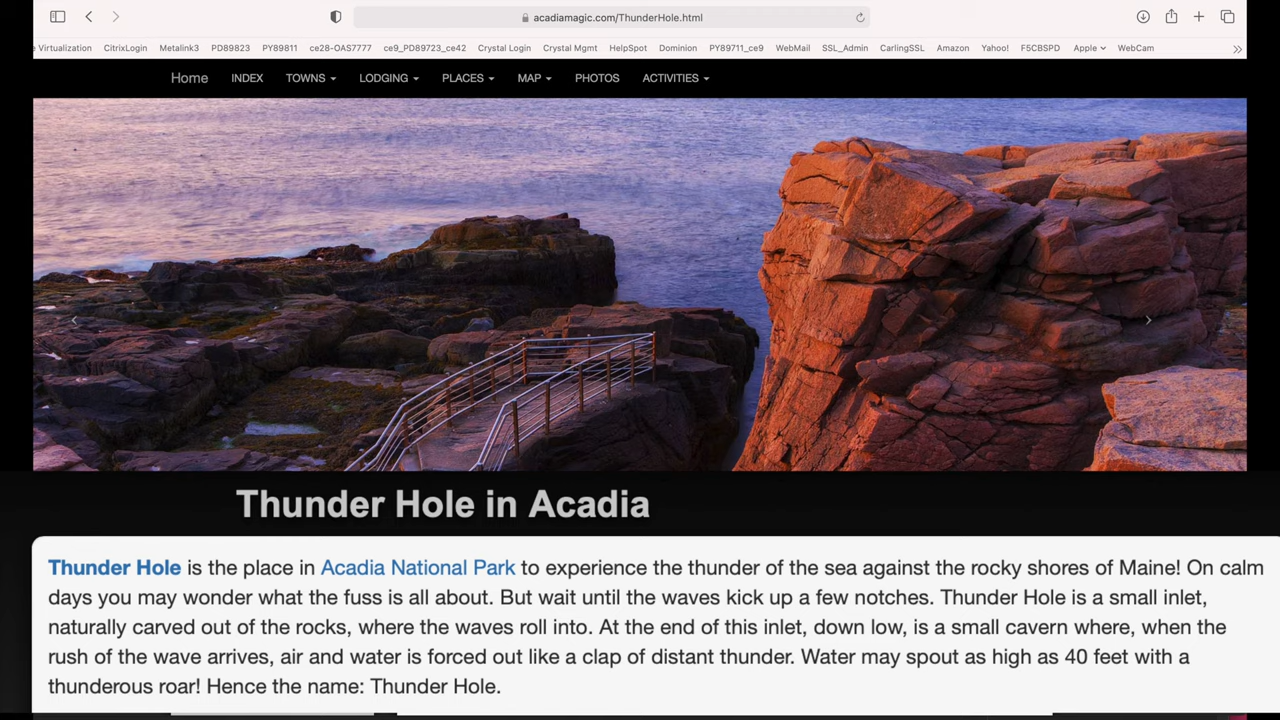 acadiamagic.com/ThunderHole.html
e Virtualization CitrixLogin Metalink3 PD89823 PY89811 ce28-OAS7777 ce9_PD89723_ce42 Crystal Login Crystal Mgmt HelpSpot Dominion PY89711_ce9 WebMail SSL_Admin CarlingSSL Amazon Yahoo! F5CBSPD Apple WebCam
Home INDEX TOWNS LODGING PLACES MAP PHOTOS ACTIVITIES
Thunder Hole in Acadia
Thunder Hole is the place in Acadia National Park to experience the thunder of the sea against the rocky shores of Maine! On calm
days you may wonder what the fuss is all about. But wait until the waves kick up a few notches. Thunder Hole is a small inlet,
naturally carved out of the rocks, where the waves roll into. At the end of this inlet, down low, is a small cavern where, when the
rush of the wave arrives, air and water is forced out like a clap of distant thunder. Water may spout as high as 40 feet with a
thunderous roar! Hence the name: Thunder Hole.